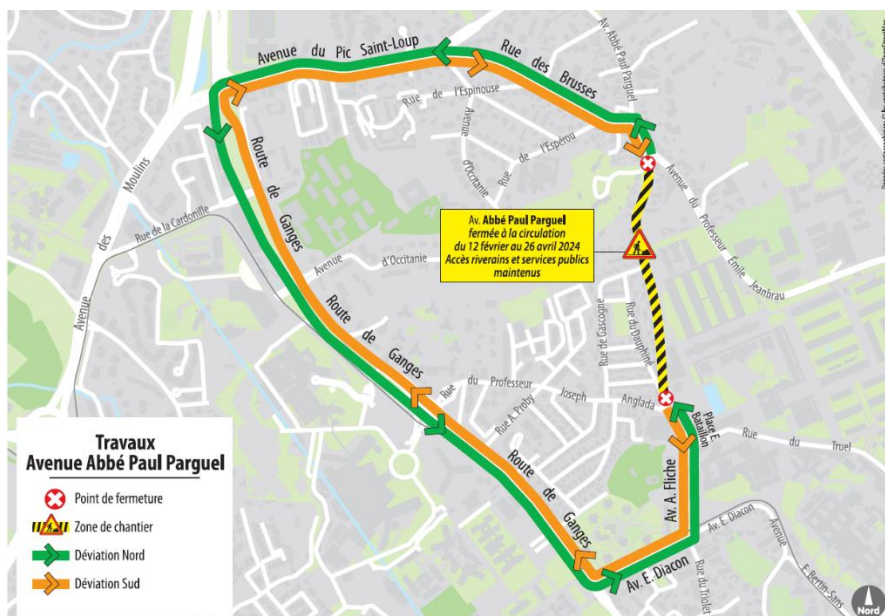 Avenue du Pic Saint-Loup
Rue des Brusses
Av. Abbé Paul Parguel
Rue de l'Espinouse
Avenue d'Occitanie
Rue de l'Espérou
Avenue des Moulins
Rue de la Cardonille
Route de Ganges
Avenue d'Occitanie
Av. Abbé Paul Parguel
fermée à la circulation
du 12 février au 26 avril 2024
Accès riverains et services publics
maintenus
Avenue du Professeur Émile Jeanbrau
Route de Ganges
Rue de Gascogne
Rue du Dauphiné
Rue du Professeur Joseph Anglada
Rue A. Proby
Place E.
Bataillon
Rue du Truel
Route de Ganges
Av. A. Fliche
Av. E. Diacon
Av. E. Diacon
Rue du Triolet
Avenue E. Bertin-Sans
Travaux
Avenue Abbé Paul Parguel
Point de fermeture
Zone de chantier
Déviation Nord
Déviation Sud
Nord